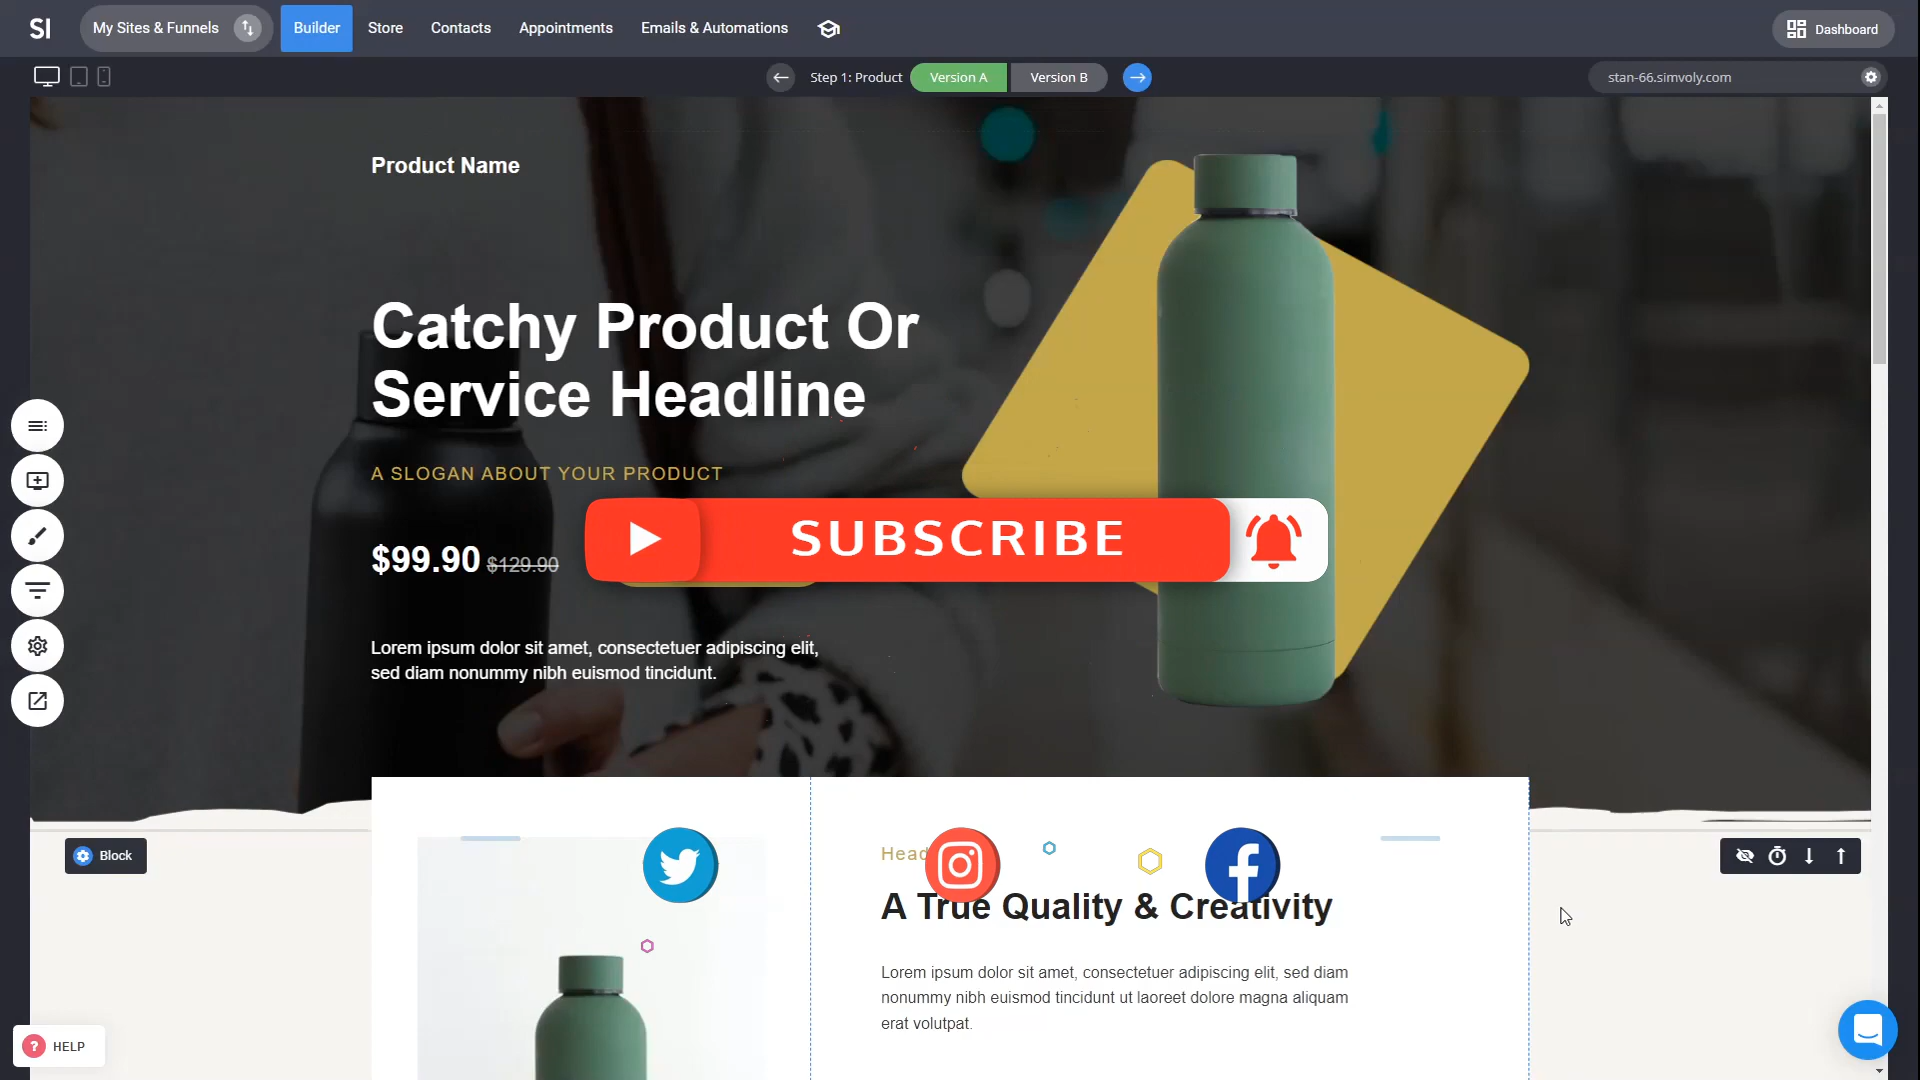 SI
My Sites & Funnels
Builder
Store
Contacts
Appointments
Emails & Automations
Dashboard
Step 1: Product
Version A
Version B
stan-66.simvoly.com
Product Name
Catchy Product Or
Service Headline
A SLOGAN ABOUT YOUR PRODUCT
SUBSCRIBE
$99.90 $129.90
Lorem ipsum dolor sit amet, consectetuer adipiscing elit,
sed diam nonummy nibh euismod tincidunt.
Block
A True Quality & Creativity
Lorem ipsum dolor sit amet, consectetuer adipiscing elit, sed diam
nonummy nibh euismod tincidunt ut laoreet dolore magna aliquam
erat volutpat.
? HELP